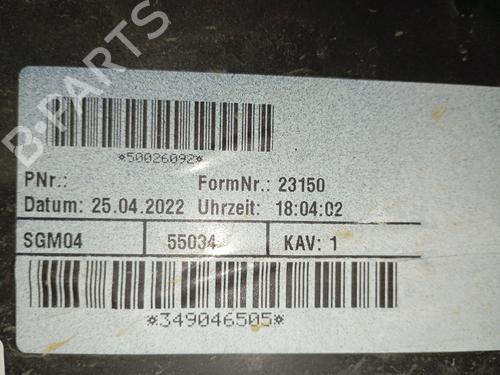 B-PARTS
*50026092*
PNr.: FormNr.: 23150
Datum: 25.04.2022 Uhrzeit: 18:04:02
SGM04 55034 KAV: 1
*349046505*